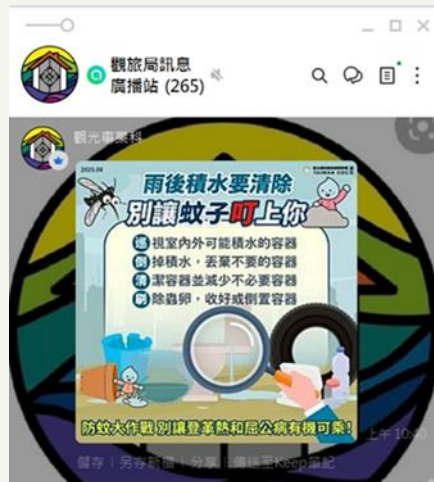 觀旅局訊息
廣播站 (265)
觀光事業科
2025.08
TAIWAN CDC
雨後積水要清除
別讓蚊子叮上你
巡 視室內外可能積水的容器
倒 掉積水，丟棄不要的容器
清 潔容器並減少不必要容器
刷 除蟲卵，收好或倒置容器
防蚊大作戰 別讓登革熱和屈公病有機可乘!
上午 10:40
儲存 | 另存新檔 | 分享 | 傳送至Keep筆記